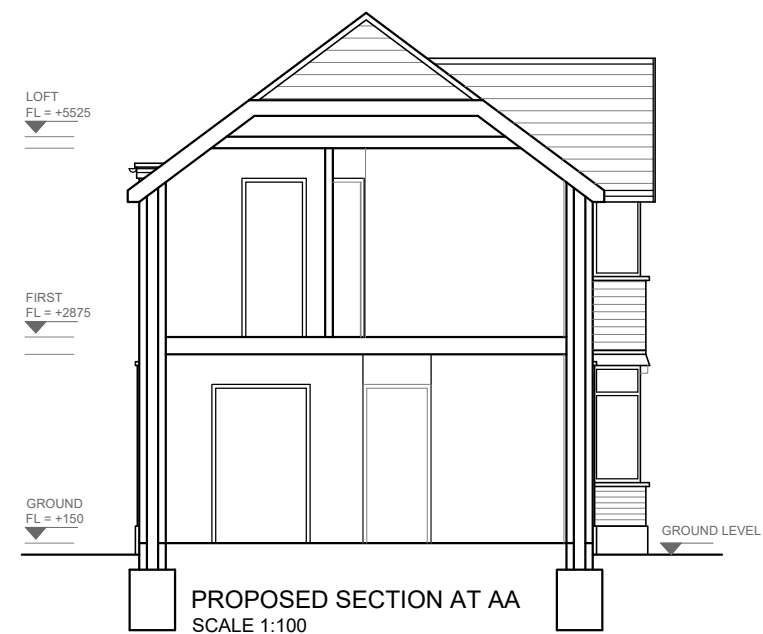 LOFT
FL = +5525
FIRST
FL = +2875
GROUND
FL = +150
GROUND LEVEL
PROPOSED SECTION AT AA
SCALE 1:100